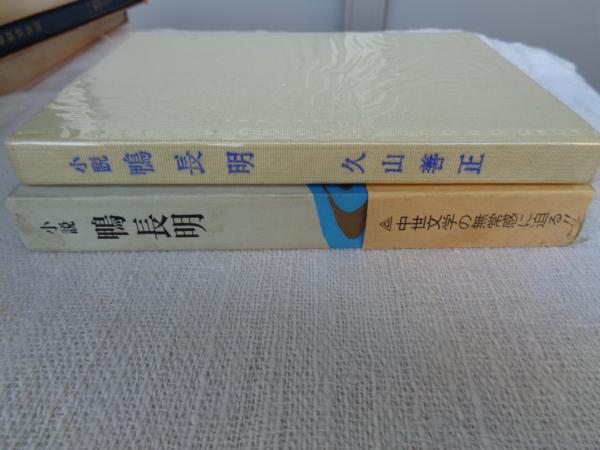 小説 鴨長明 久山善正
小説 鴨長明
中世文学の無常感に迫る!!